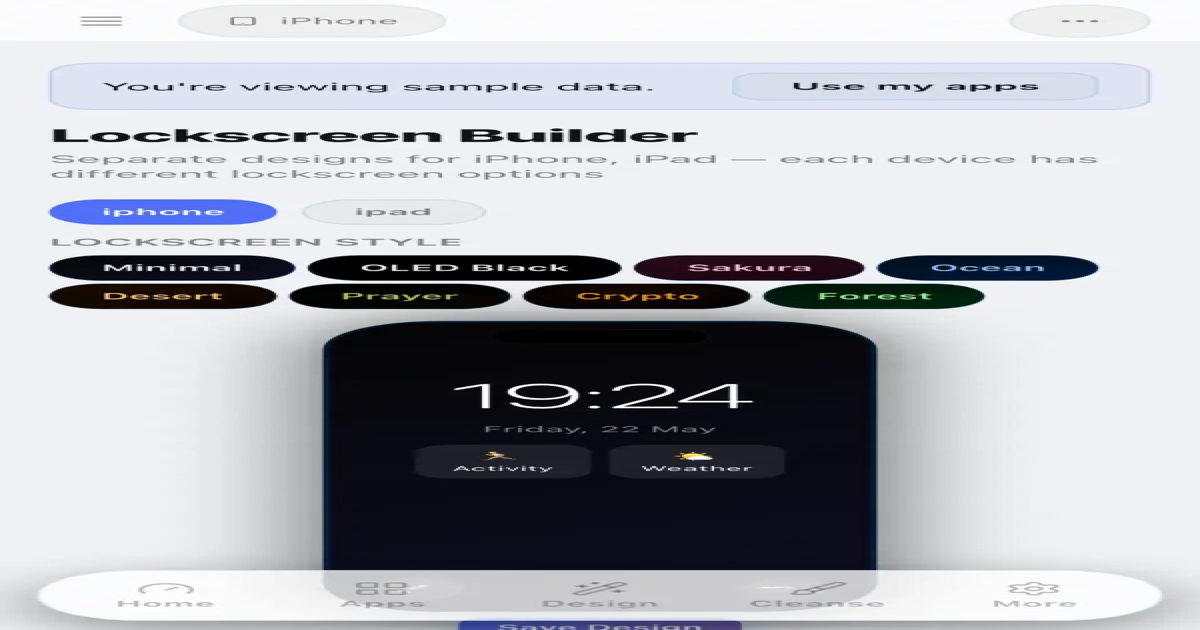 iPhone
You're viewing sample data.
Use my apps
Lockscreen Builder
Separate designs for iPhone, iPad — each device has
different lockscreen options
iphone ipad
LOCKSCREEN STYLE
Minimal OLED Black Sakura Ocean
Desert Prayer Crypto Forest
19:24
Friday, 22 May
Activity Weather
Home Apps Design Cleanse More
Save Design